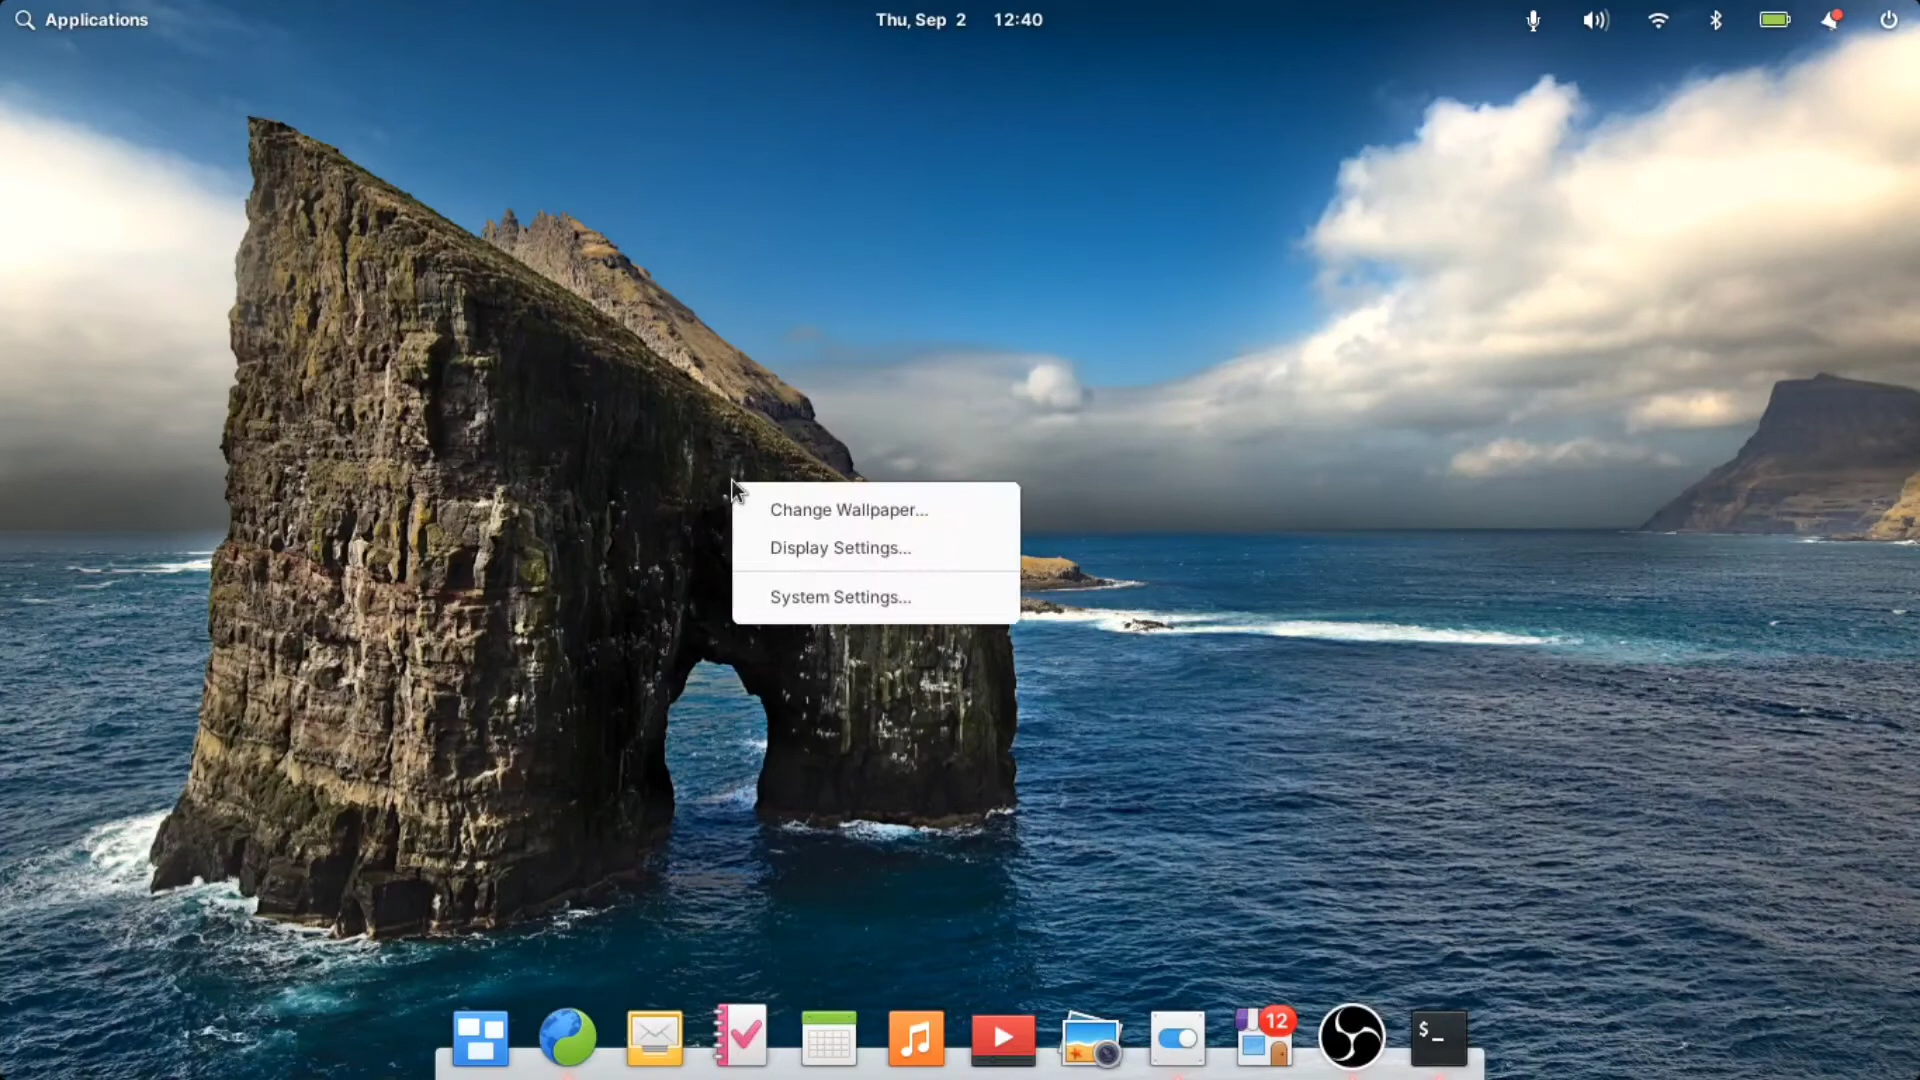 Applications
Thu, Sep 2 12:40
Change Wallpaper...
Display Settings...
System Settings...
12
$_